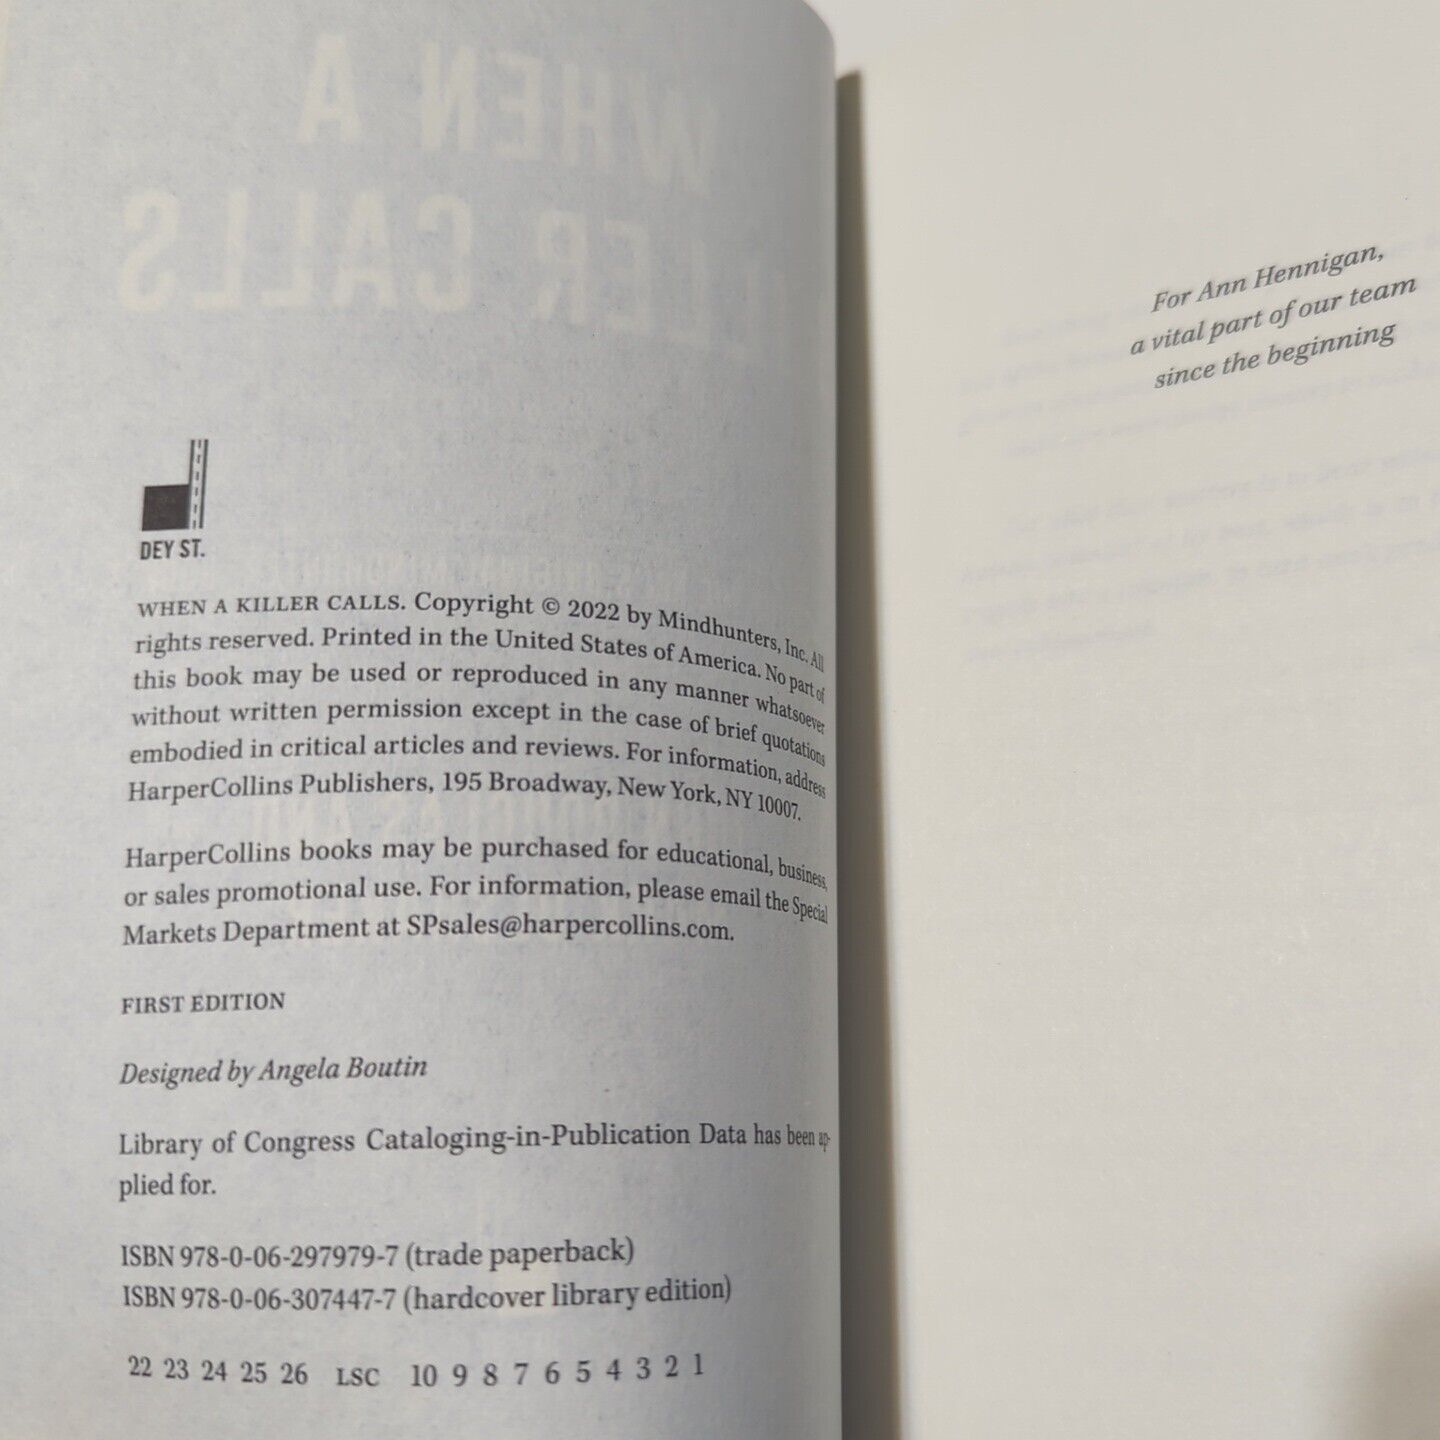 WHEN A
ER CALLS
DEY ST.
WHEN A KILLER CALLS. Copyright © 2022 by Mindhunters, Inc. All
rights reserved. Printed in the United States of America. No part of
this book may be used or reproduced in any manner whatsoever
without written permission except in the case of brief quotations
embodied in critical articles and reviews. For information, address
HarperCollins Publishers, 195 Broadway, New York, NY 10007.
HarperCollins books may be purchased for educational, business,
or sales promotional use. For information, please email the Special
Markets Department at SPsales@harpercollins.com.
FIRST EDITION
Designed by Angela Boutin
Library of Congress Cataloging-in-Publication Data has been ap-
plied for.
ISBN 978-0-06-297979-7 (trade paperback)
ISBN 978-0-06-307447-7 (hardcover library edition)
22 23 24 25 26 LSC 10 9 8 7 6 5 4 3 2 1
For Ann Hennigan,
a vital part of our team
since the beginning